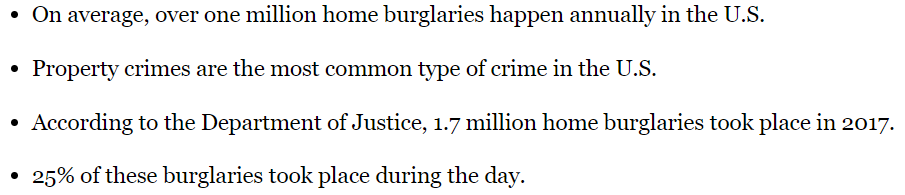 • On average, over one million home burglaries happen annually in the U.S.
• Property crimes are the most common type of crime in the U.S.
• According to the Department of Justice, 1.7 million home burglaries took place in 2017.
• 25% of these burglaries took place during the day.